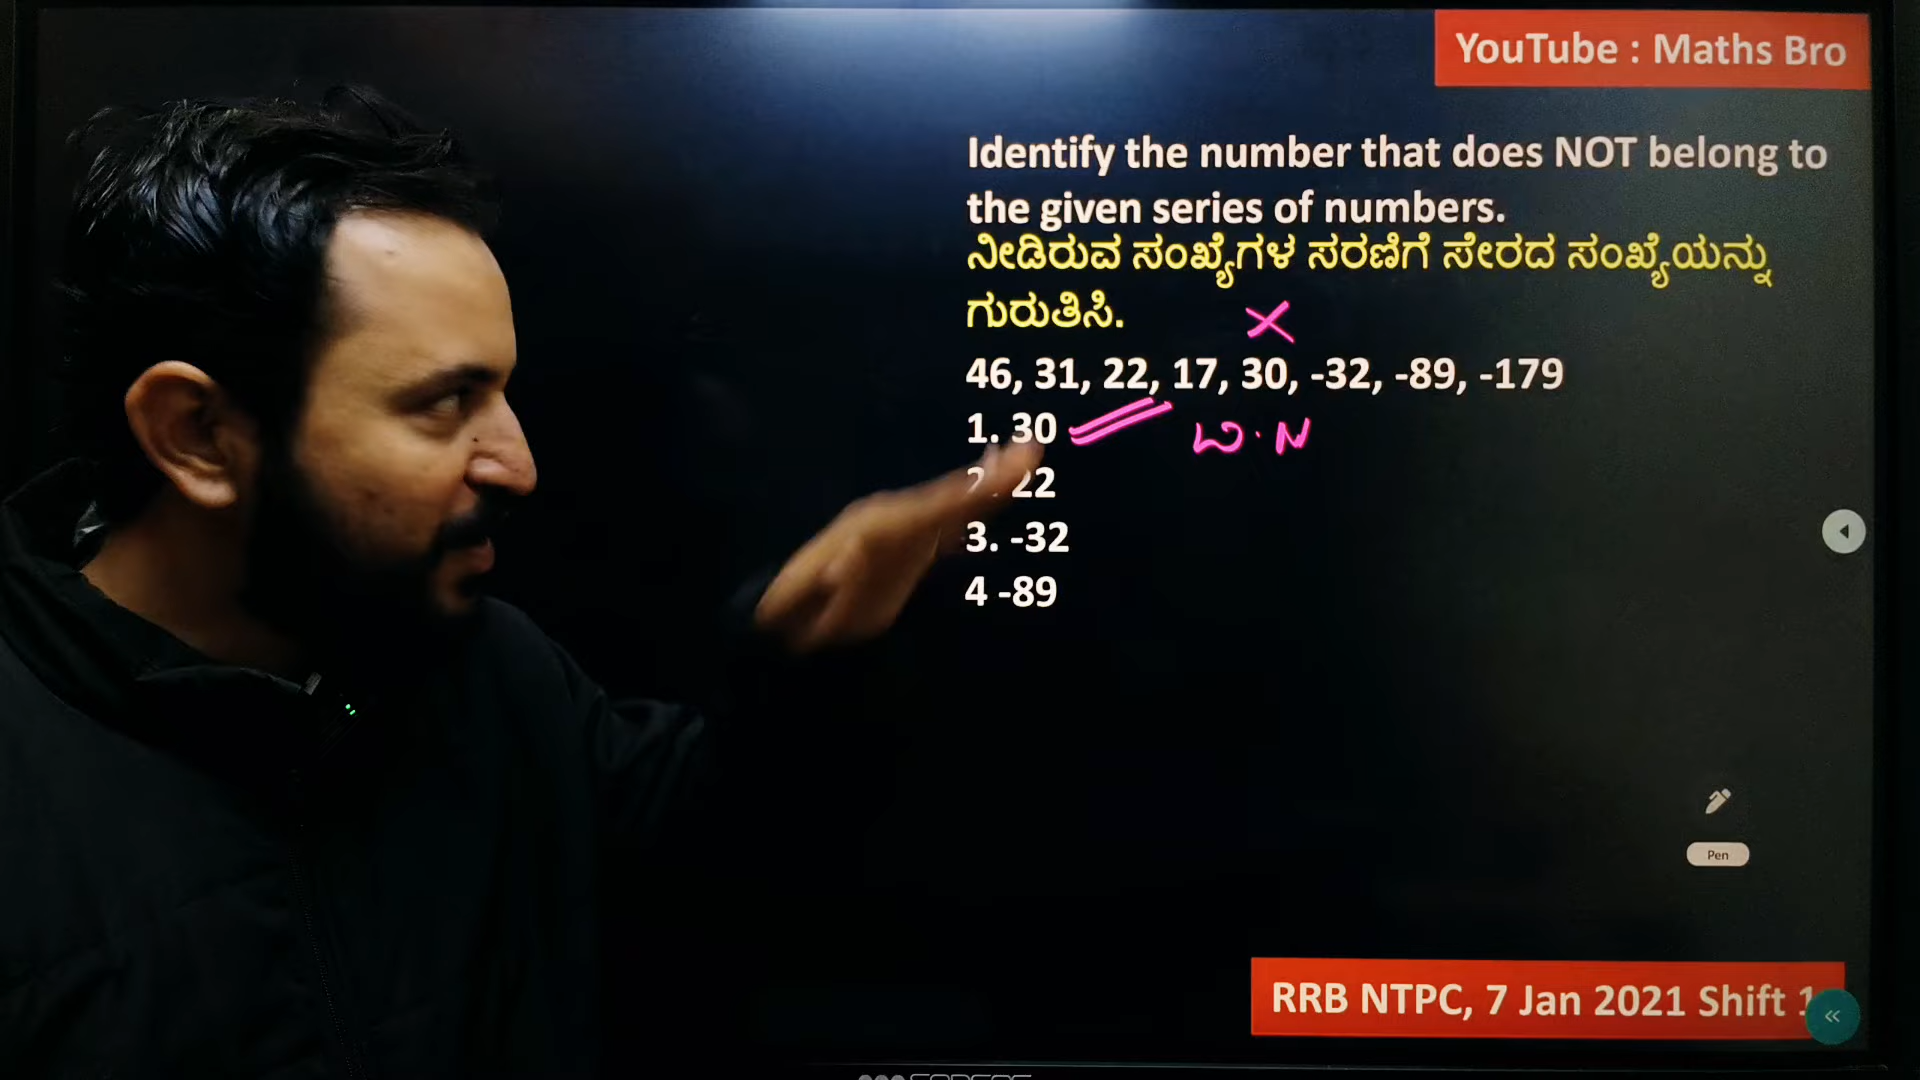 YouTube : Maths Bro
Identify the number that does NOT belong to
the given series of numbers.
ನೀಡಿರುವ ಸಂಖ್ಯೆಗಳ ಸರಣಿಗೆ ಸೇರದ ಸಂಖ್ಯೆಯನ್ನು
ಗುರುತಿಸಿ.
46, 31, 22, 17, 30, -32, -89, -179
1. 30
W.N
2. 22
3. -32
4 -89
Pen
RRB NTPC, 7 Jan 2021 Shift 1